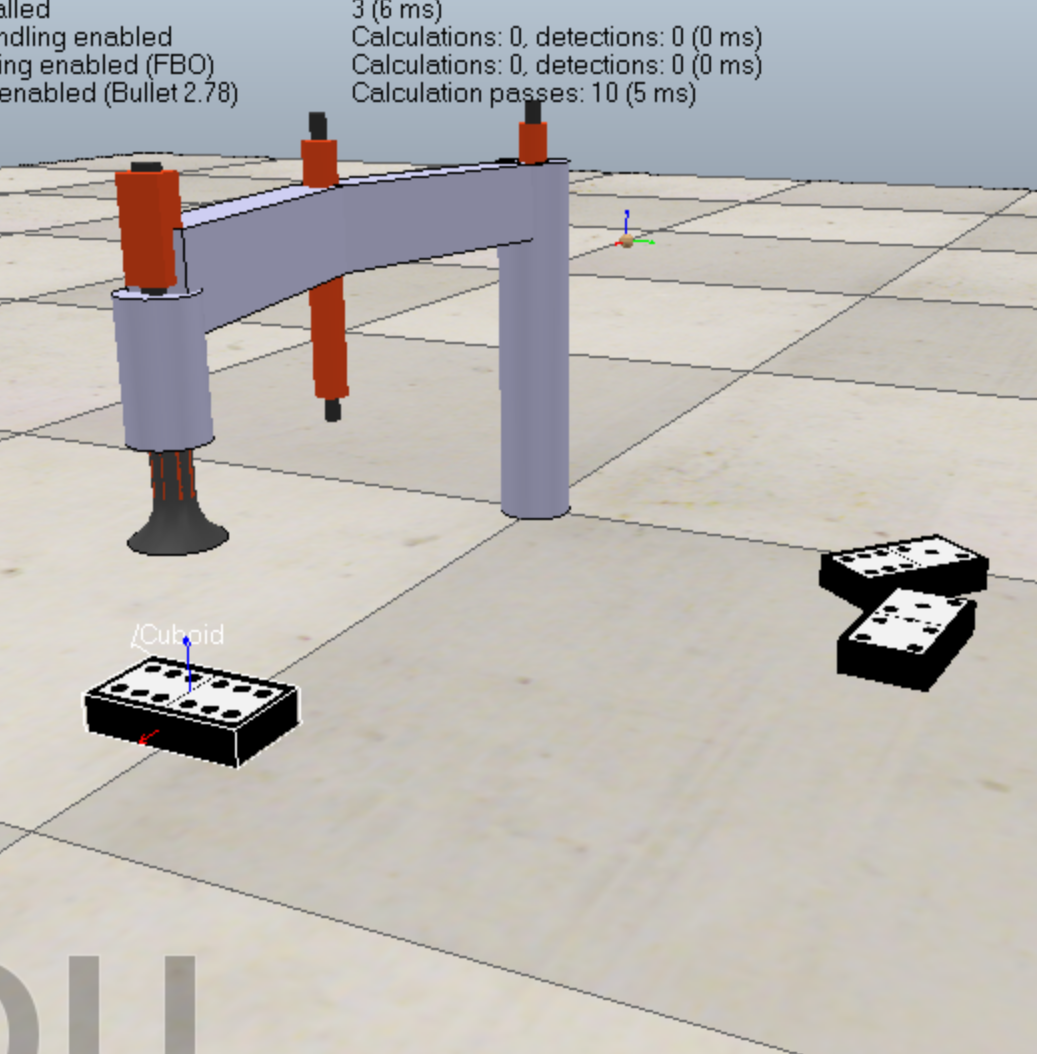 alled 3 (6 ms)
ndling enabled Calculations: 0, detections: 0 (0 ms)
ing enabled (FBO) Calculations: 0, detections: 0 (0 ms)
enabled (Bullet 2.78) Calculation passes: 10 (5 ms)
/Cuboid